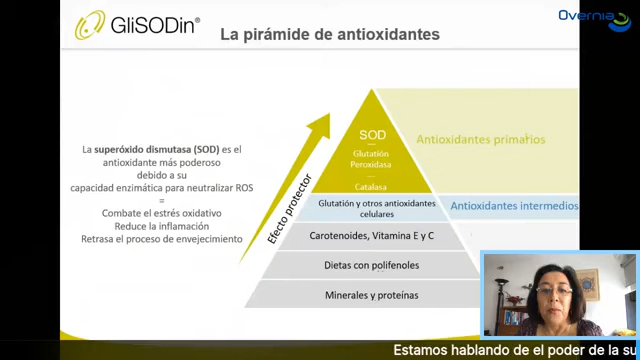 GliSODin®
La pirámide de antioxidantes
Overnia
La superóxido dismutasa (SOD) es el
antioxidante más poderoso
debido a su
capacidad enzimática para neutralizar ROS
=
Combate el estrés oxidativo
Reduce la inflamación
Retrasa el proceso de envejecimiento
Efecto protector
SOD
Glutatión
Peroxidasa
Catalasa
Antioxidantes primarios
Glutatión y otros antioxidantes
celulares
Antioxidantes intermedios
Carotenoides, Vitamina E y C
Dietas con polifenoles
Minerales y proteínas
Estamos hablando de el poder de la su